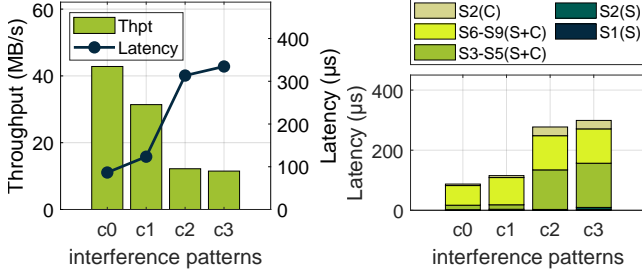 Thpt
Latency
Throughput (MB/s)
60
40
20
0
400
300
200
100
0
Latency (μs)
c0 c1 c2 c3
interference patterns
S2(C)
S6-S9(S+C)
S3-S5(S+C)
S2(S)
S1(S)
Latency (μs)
400
200
0
c0 c1 c2 c3
interference patterns